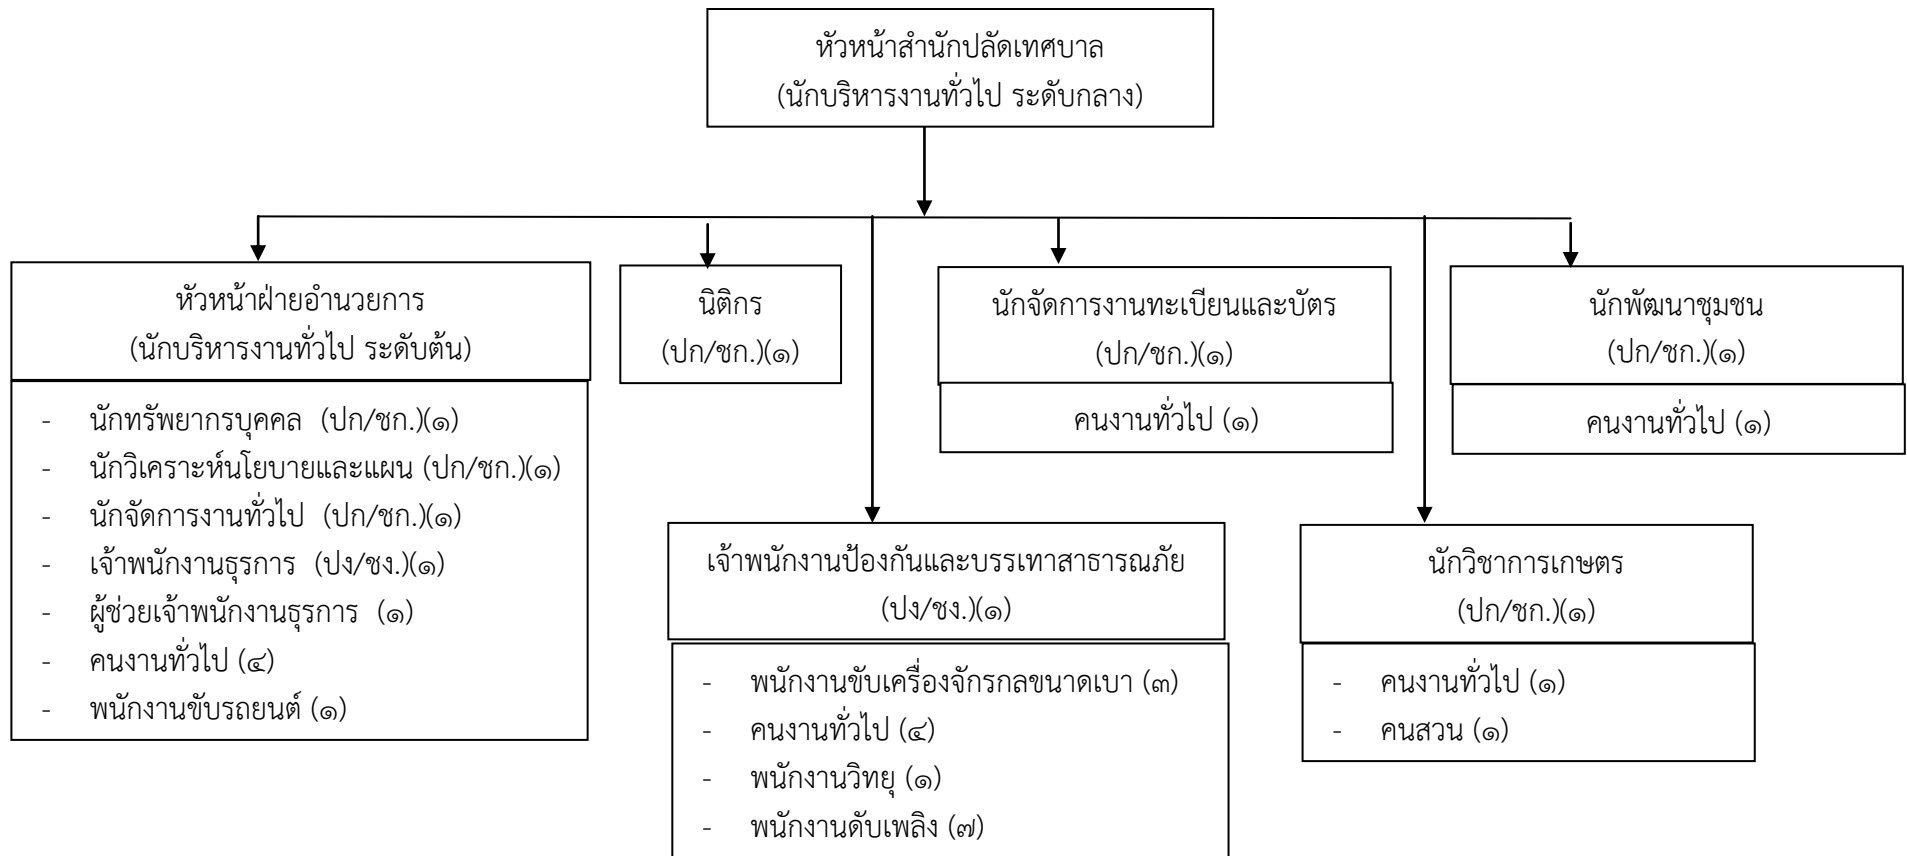 หัวหน้าสำนักปลัดเทศบาล
(นักบริหารงานทั่วไป ระดับกลาง)
หัวหน้าฝ่ายอำนวยการ
(นักบริหารงานทั่วไป ระดับต้น)
- นักทรัพยากรบุคคล (ปก/ชก.)(๑)
- นักวิเคราะห์นโยบายและแผน (ปก/ชก.)(๑)
- นักจัดการงานทั่วไป (ปก/ชก.)(๑)
- เจ้าพนักงานธุรการ (ปง/ชง.)(๑)
- ผู้ช่วยเจ้าพนักงานธุรการ (๑)
- คนงานทั่วไป (๔)
- พนักงานขับรถยนต์ (๑)
นิติกร
(ปก/ชก.)(๑)
นักจัดการงานทะเบียนและบัตร
(ปก/ชก.)(๑)
คนงานทั่วไป (๑)
นักพัฒนาชุมชน
(ปก/ชก.)(๑)
คนงานทั่วไป (๑)
เจ้าพนักงานป้องกันและบรรเทาสาธารณภัย
(ปง/ชง.)(๑)
- พนักงานขับเครื่องจักรกลขนาดเบา (๓)
- คนงานทั่วไป (๔)
- พนักงานวิทยุ (๑)
- พนักงานดับเพลิง (๗)
นักวิชาการเกษตร
(ปก/ชก.)(๑)
- คนงานทั่วไป (๑)
- คนสวน (๑)